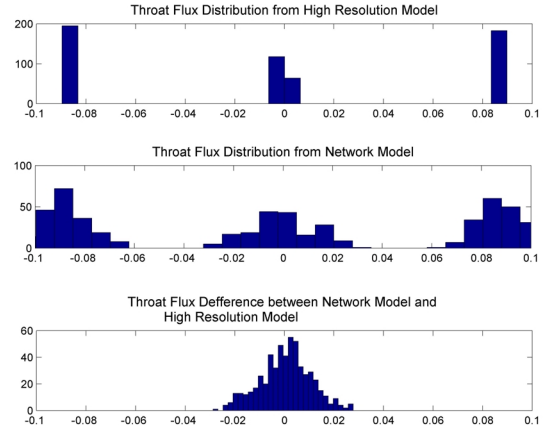 Throat Flux Distribution from High Resolution Model
200
100
0
-0.1 -0.08 -0.06 -0.04 -0.02 0 0.02 0.04 0.06 0.08 0.1
Throat Flux Distribution from Network Model
100
50
0
-0.1 -0.08 -0.06 -0.04 -0.02 0 0.02 0.04 0.06 0.08 0.1
Throat Flux Defference between Network Model and
High Resolution Model
60
40
20
0
-0.1 -0.08 -0.06 -0.04 -0.02 0 0.02 0.04 0.06 0.08 0.1